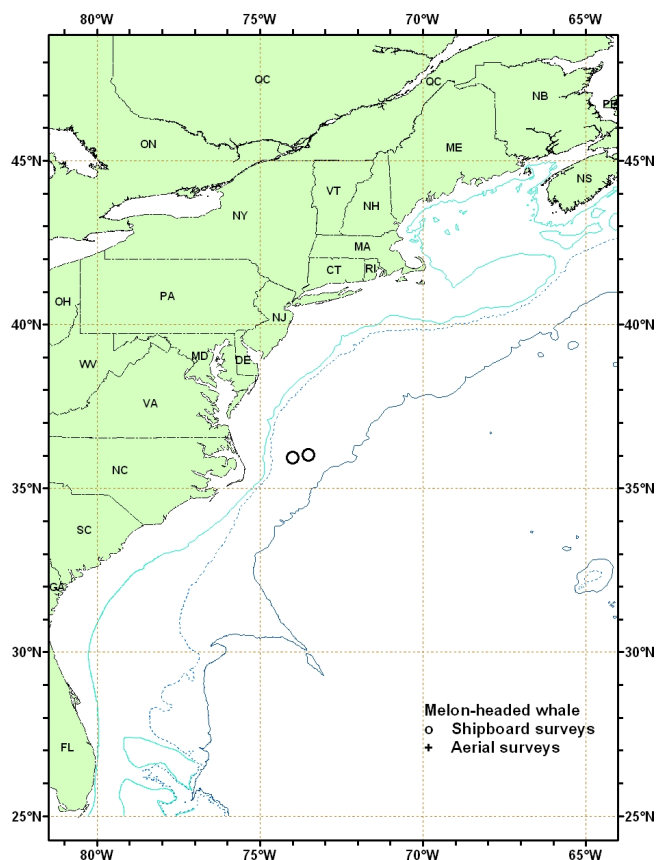 80°W 75°W 70°W 65°W
QC QC
NB
PE
ON ME
45°N 45°N
NS
VT
NH
NY
MA
CT RI
PA
OH
NJ
40°N 40°N
WV MD DE
VA
NC
35°N 35°N
SC
GA
30°N 30°N
Melon-headed whale
Shipboard surveys
FL Aerial surveys
25°N 25°N
80°W 75°W 70°W 65°W